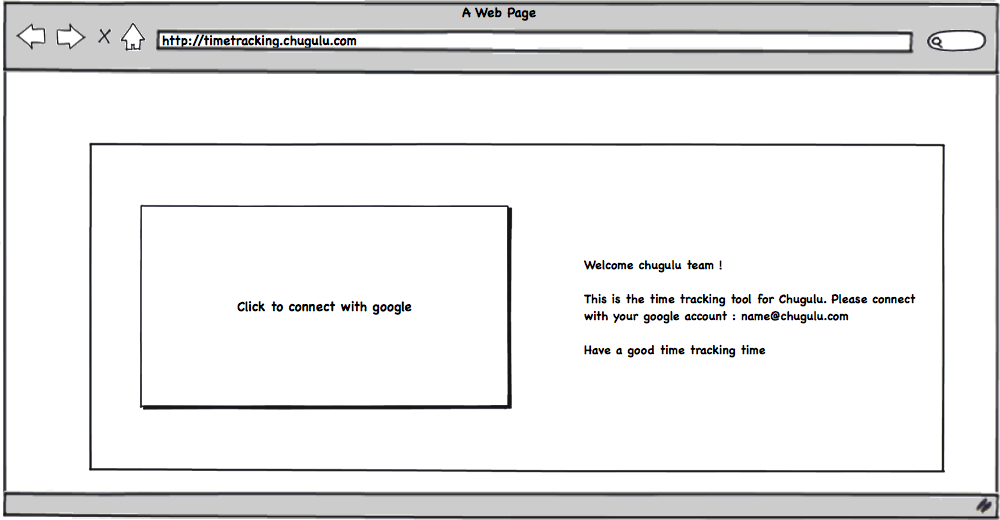 A Web Page
http://timetracking.chugulu.com
Click to connect with google
Welcome chugulu team !
This is the time tracking tool for Chugulu. Please connect
with your google account : name@chugulu.com
Have a good time tracking time